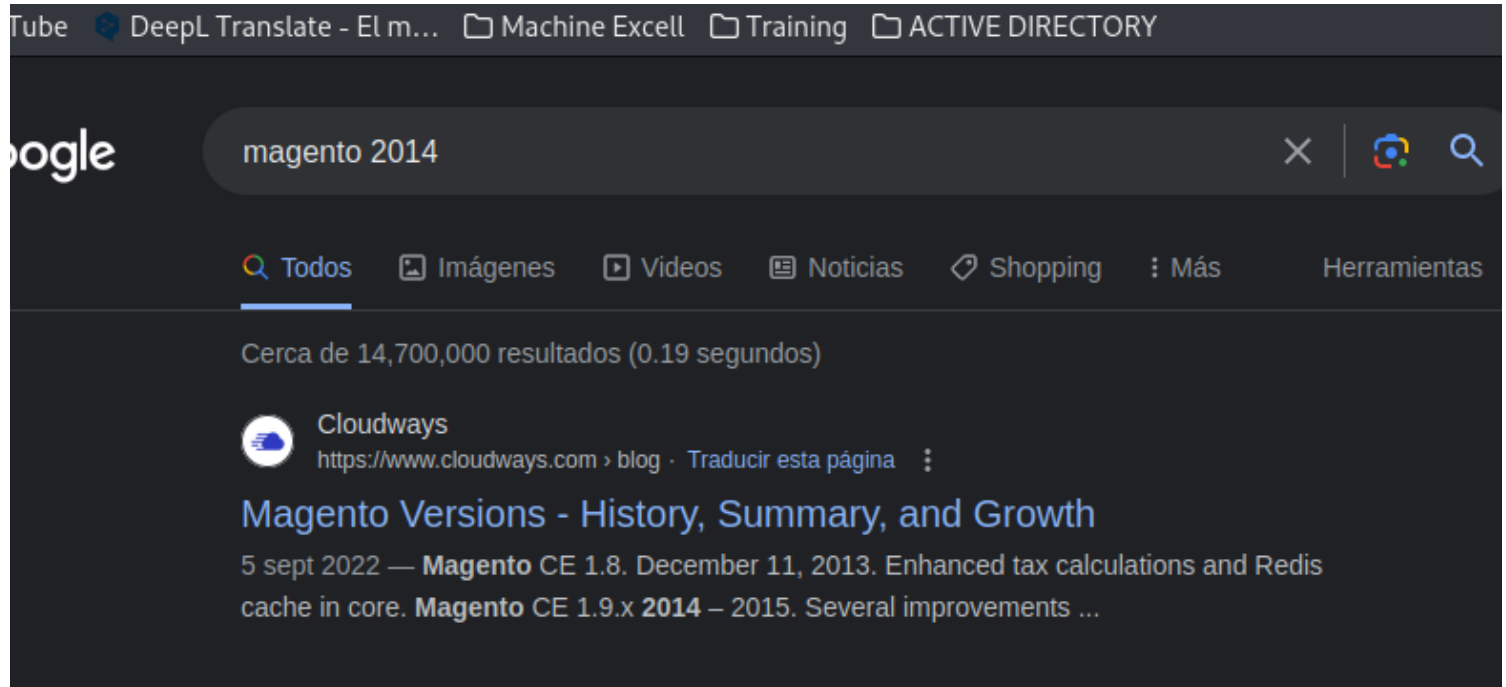 Tube DeepL Translate - El m... Machine Excell Training ACTIVE DIRECTORY
oogle magento 2014
Todos Imágenes Videos Noticias Shopping Más Herramientas
Cerca de 14,700,000 resultados (0.19 segundos)
Cloudways
https://www.cloudways.com › blog · Traducir esta página
Magento Versions - History, Summary, and Growth
5 sept 2022 — Magento CE 1.8. December 11, 2013. Enhanced tax calculations and Redis
cache in core. Magento CE 1.9.x 2014 – 2015. Several improvements ...